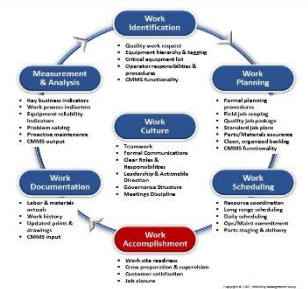 Work
Identification
• Quality work request
• Equipment hierarchy & tagging
• Critical equipment list
• Operator responsibilities &
procedures
• CMMS functionality
Work
Planning
• Formal planning
procedures
• Field job scoping
• Quality job package
• Standard job plans
• Parts/Materials assurance
• Clean, organized backlog
• CMMS functionality
Work
Scheduling
• Resource coordination
• Long range scheduling
• Daily scheduling
• Ops/Maint commitment
• Parts staging & delivery
Work
Accomplishment
• Work site readiness
• Crew preparation & supervision
• Customer satisfaction
• Job closure
Work
Documentation
• Labor & materials
actuals
• Work history
• Updated prints &
drawings
• CMMS input
Measurement
& Analysis
• Key business indicators
• Work process indicators
• Equipment reliability
indicators
• Problem solving
• Proactive maintenance
• CMMS output
Work
Culture
• Teamwork
• Formal Communications
• Clear Roles &
Responsibilities
• Leadership & Actionable
Direction
• Governance Structure
• Meetings Discipline